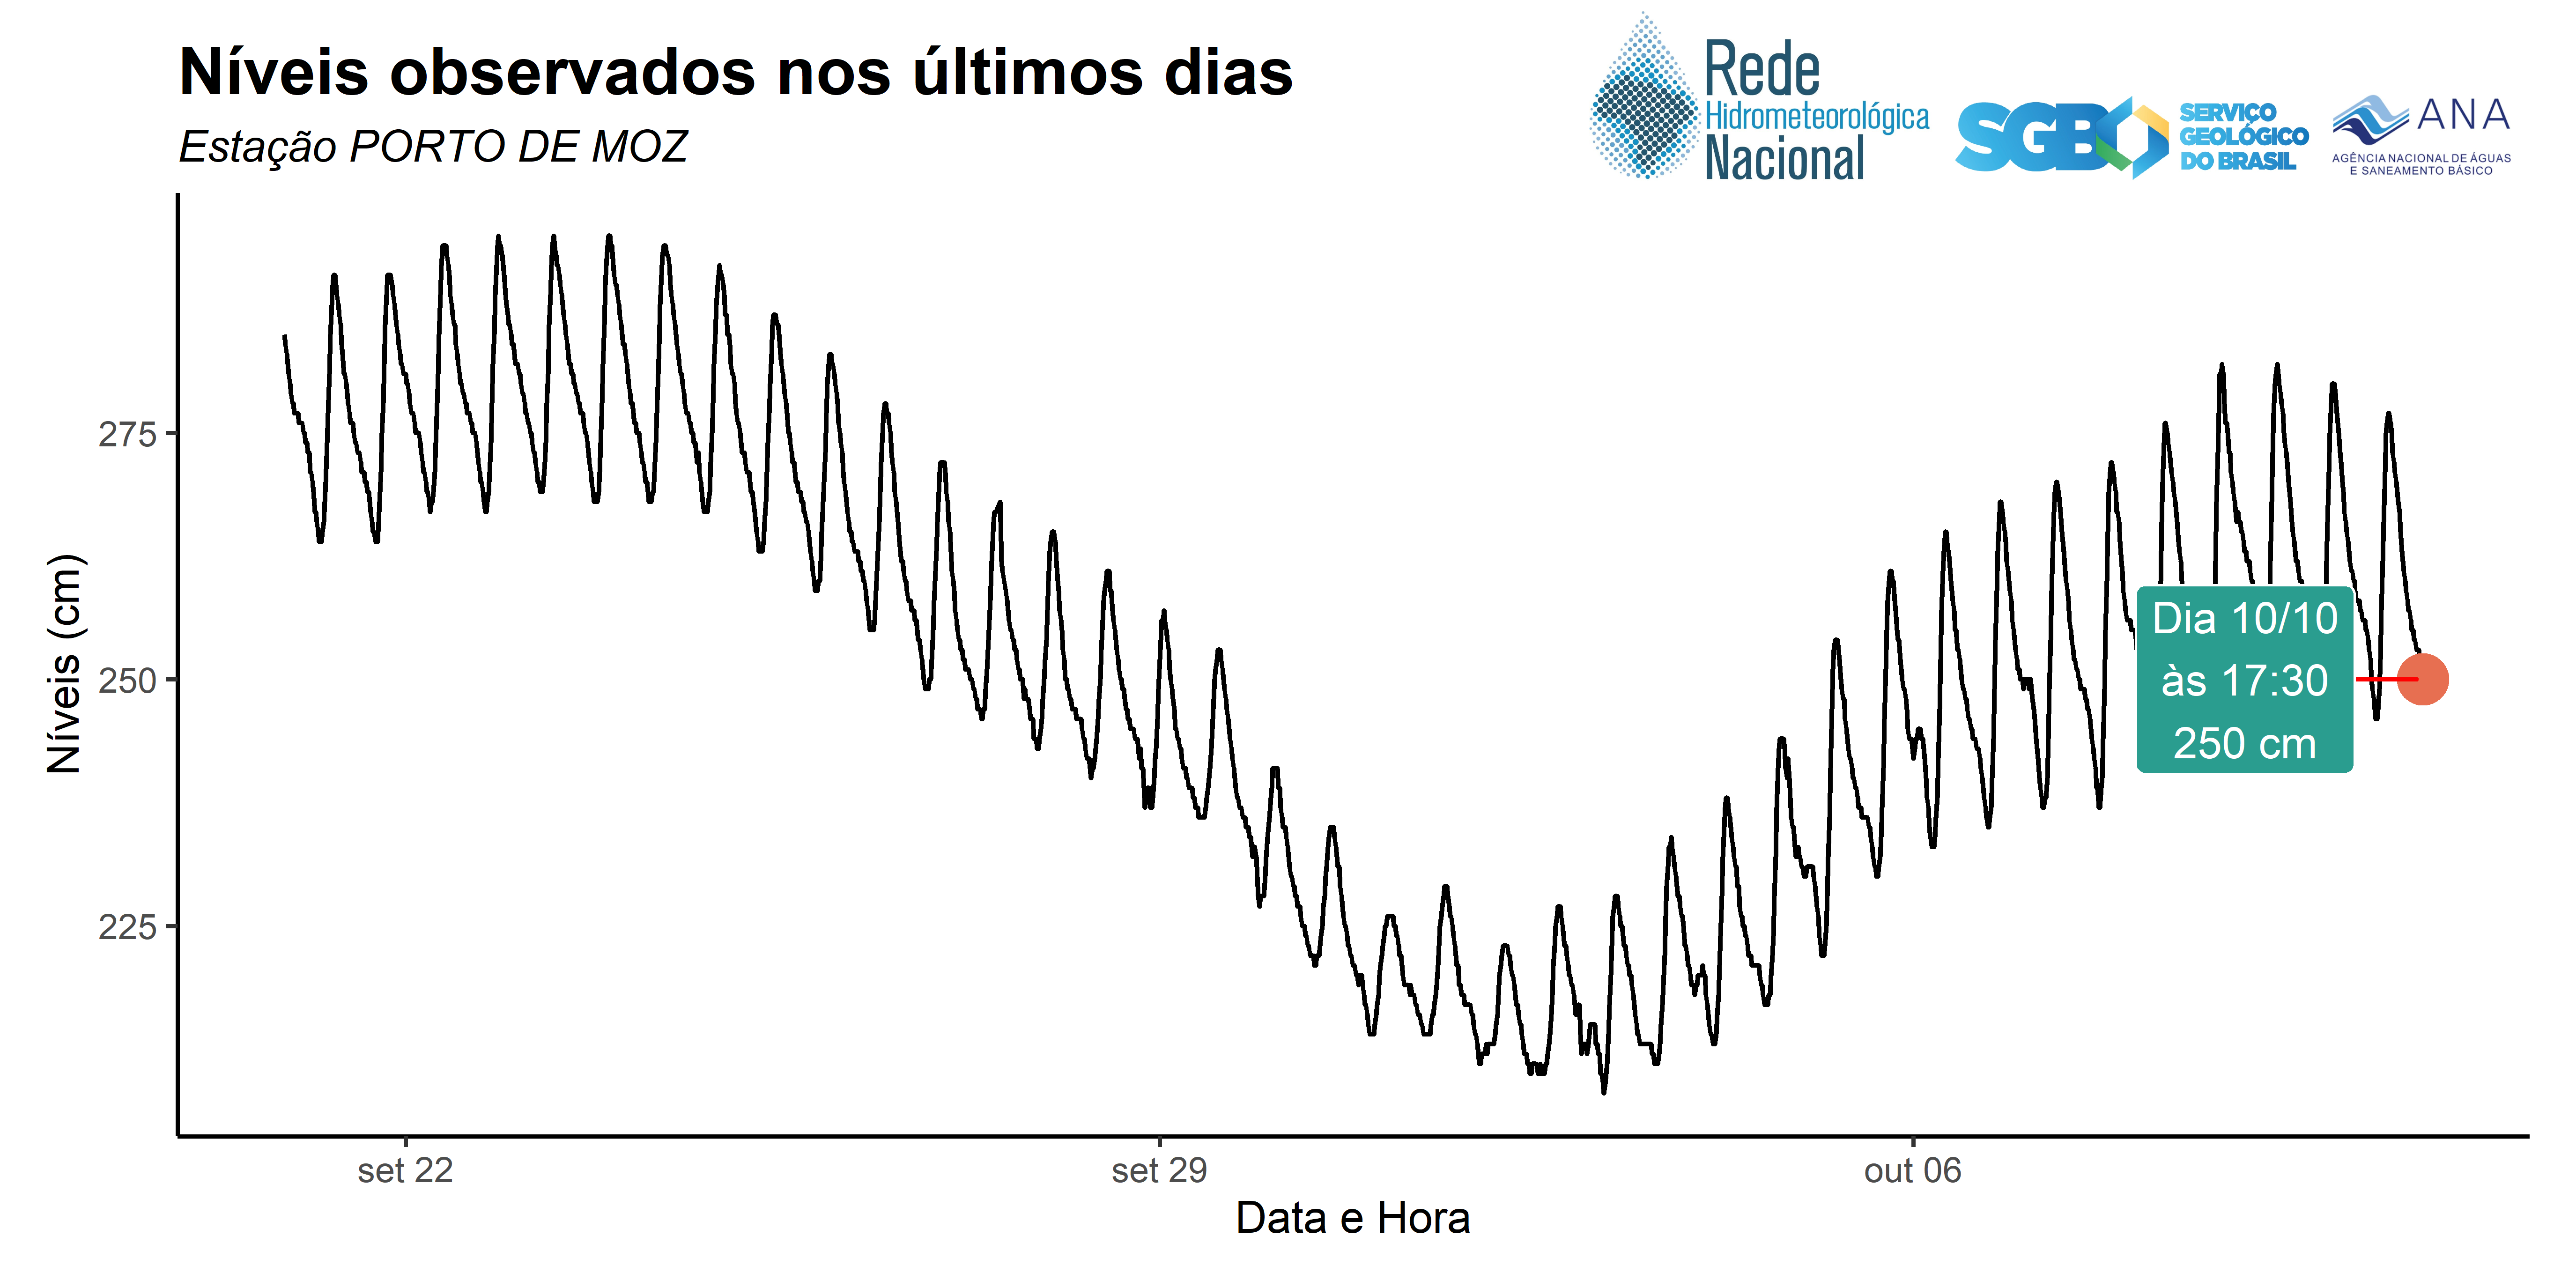 Níveis observados nos últimos dias
Estação PORTO DE MOZ
Rede
Hidrometeorológica
Nacional
SGB
SERVIÇO
GEOLÓGICO
DO BRASIL
ANA
AGÊNCIA NACIONAL DE ÁGUAS
E SANEAMENTO BÁSICO
Níveis (cm)
275
250
225
Dia 10/10
às 17:30
250 cm
set 22
set 29
out 06
Data e Hora